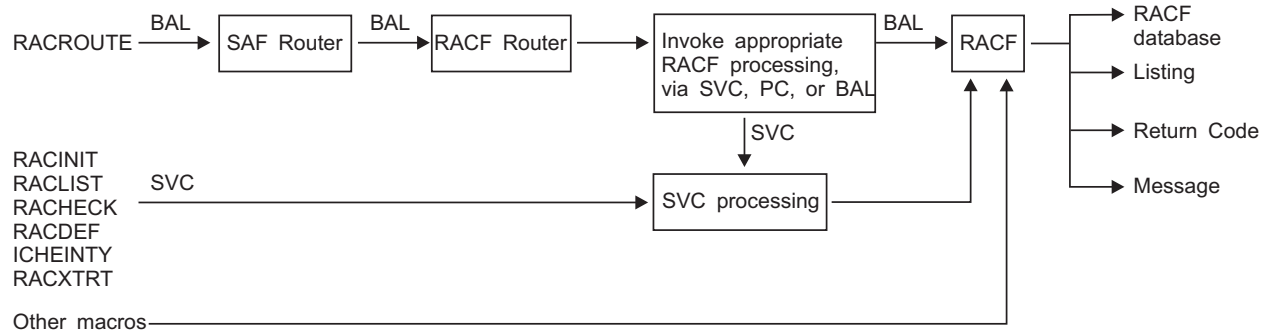 RACROUTE
BAL
SAF Router
BAL
RACF Router
Invoke appropriate
RACF processing,
via SVC, PC, or BAL
BAL
RACF
RACF
database
Listing
Return Code
Message
SVC
RACINIT
RACLIST
RACHECK
RACDEF
ICHEINTY
RACXTRT
SVC
SVC processing
Other macros